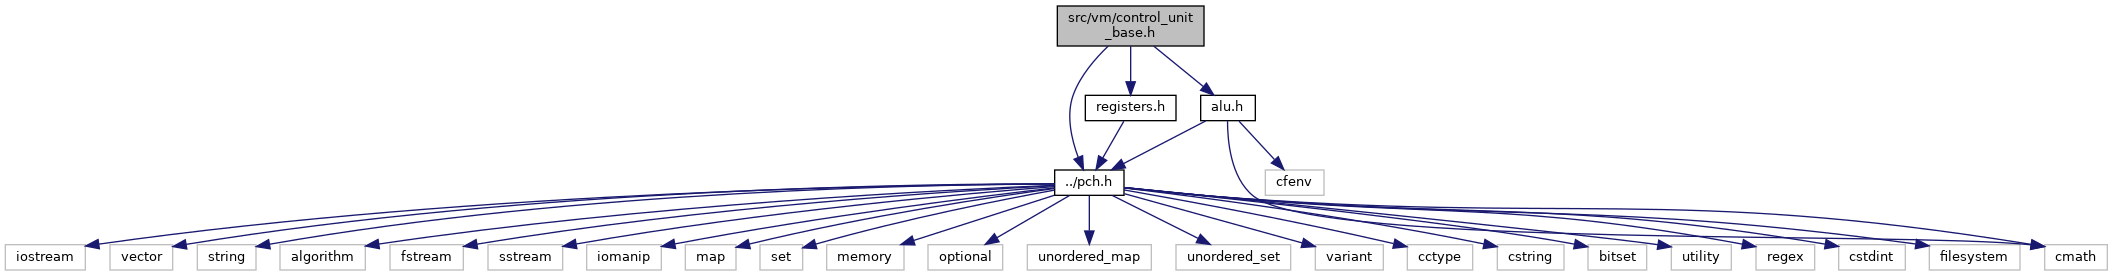 src/vm/control_unit
_base.h
registers.h
alu.h
../pch.h
cfenv
iostream
vector
string
algorithm
fstream
sstream
iomanip
map
set
memory
optional
unordered_map
unordered_set
variant
cctype
cstring
bitset
utility
regex
cstdint
filesystem
cmath